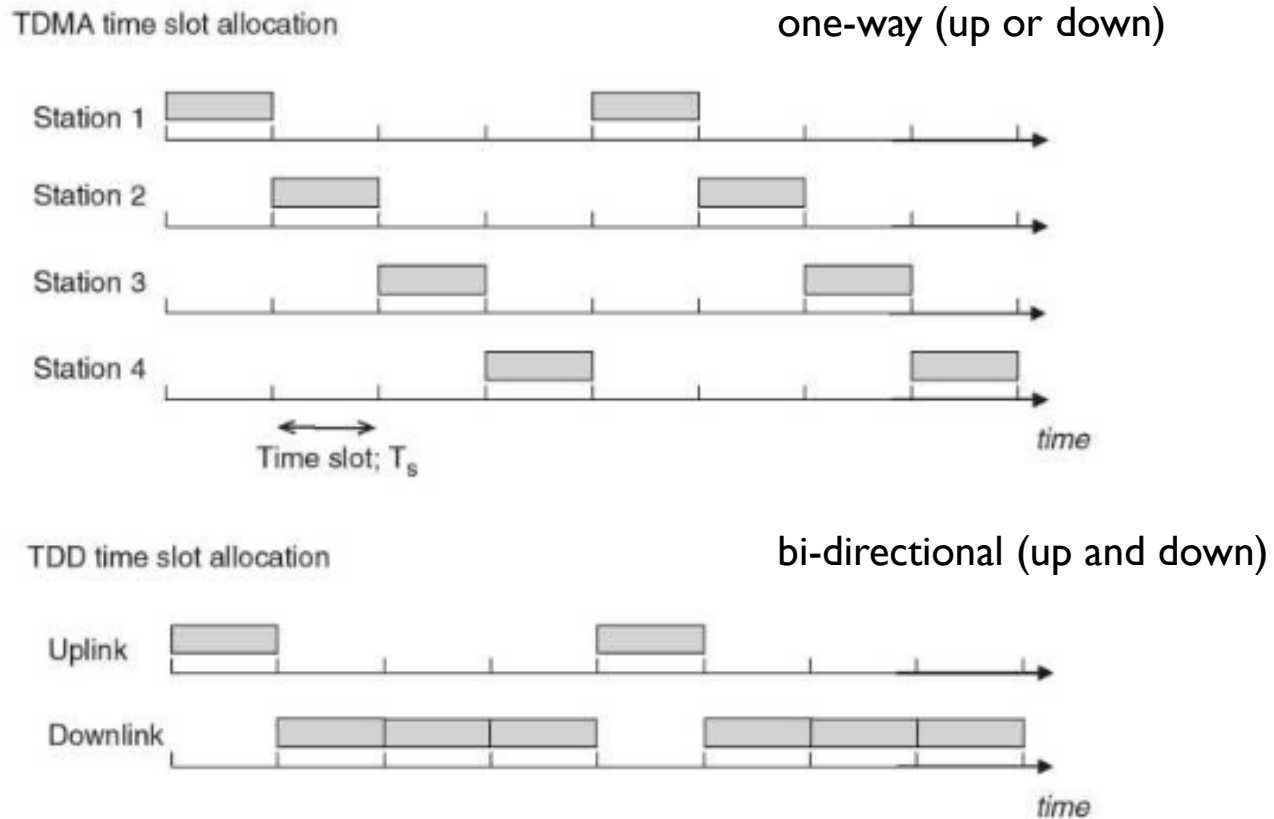 TDMA time slot allocation
one-way (up or down)
Station 1
Station 2
Station 3
Station 4
time
Time slot; Ts
TDD time slot allocation
bi-directional (up and down)
Uplink
Downlink
time